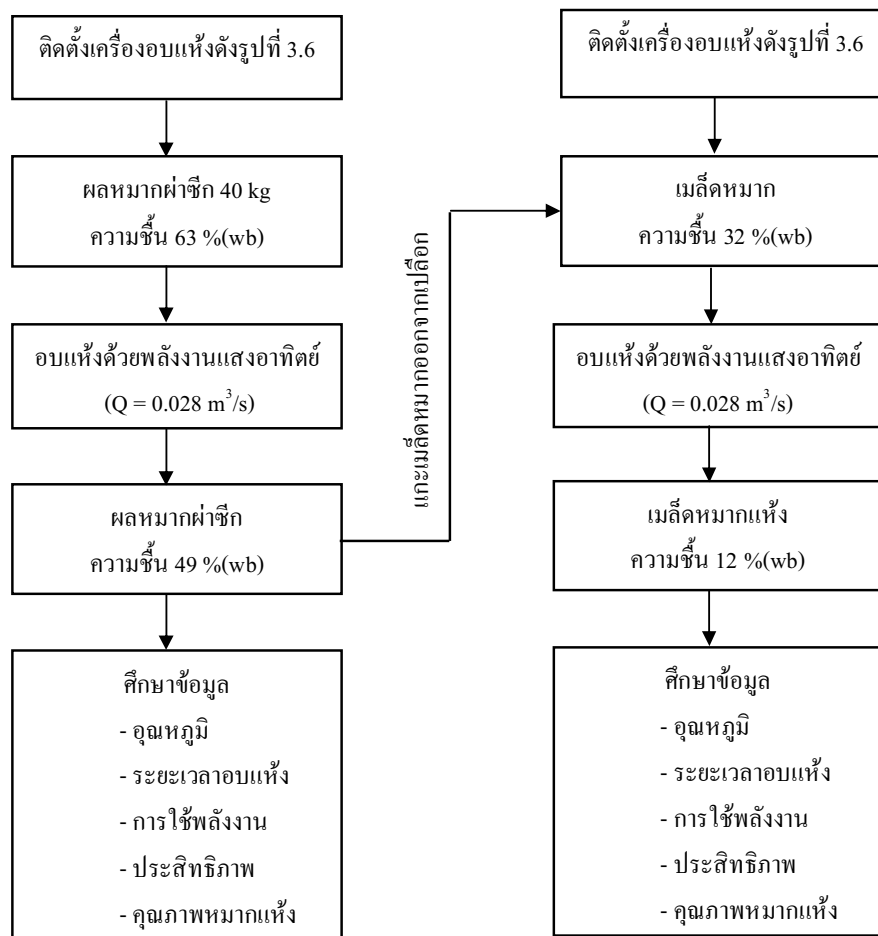 ติดตั้งเครื่องอบแห้งดังรูปที่ 3.6
ผลหมากผ่าซีก 40 kg
ความชื้น 63 %(wb)
อบแห้งด้วยพลังงานแสงอาทิตย์
(Q = 0.028 m³/s)
ผลหมากผ่าซีก
ความชื้น 49 %(wb)
ศึกษาข้อมูล
- อุณหภูมิ
- ระยะเวลาอบแห้ง
- การใช้พลังงาน
- ประสิทธิภาพ
- คุณภาพหมากแห้ง
แกะเมล็ดหมากออกจากเปลือก
ติดตั้งเครื่องอบแห้งดังรูปที่ 3.6
เมล็ดหมาก
ความชื้น 32 %(wb)
อบแห้งด้วยพลังงานแสงอาทิตย์
(Q = 0.028 m³/s)
เมล็ดหมากแห้ง
ความชื้น 12 %(wb)
ศึกษาข้อมูล
- อุณหภูมิ
- ระยะเวลาอบแห้ง
- การใช้พลังงาน
- ประสิทธิภาพ
- คุณภาพหมากแห้ง